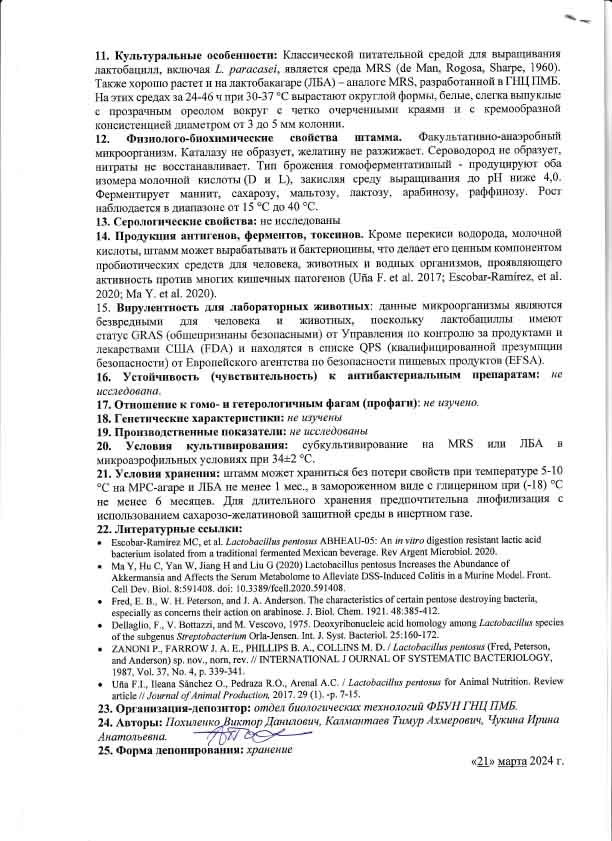 11. Культуральные особенности: Классической питательной средой для выращивания
лактобацилл, включая L. paracasei, является среда MRS (de Man, Rogosa, Sharpe, 1960).
Также хорошо растет и на лактобакагаре (ЛБА) – аналоге MRS, разработанной в ГНЦ ПМБ.
На этих средах за 24-46 ч при 30-37 °C вырастают округлой формы, белые, слегка выпуклые
с прозрачным ореолом вокруг с четко очерченными краями и с кремообразной
консистенцией диаметром от 3 до 5 мм колонии.
12. Физиолого-биохимические свойства штамма. Факультативно-анаэробный
микроорганизм. Каталазу не образует, желатину не разжижает. Сероводород не образует,
нитраты не восстанавливает. Тип брожения гомоферментативный - продуцируют оба
изомера молочной кислоты (D и L), закисляя среду выращивания до pH ниже 4,0.
Ферментирует маннит, сахарозу, мальтозу, лактозу, арабинозу, раффинозу. Рост
наблюдается в диапазоне от 15 °C до 40 °C.
13. Серологические свойства: не исследованы
14. Продукция антигенов, ферментов, токсинов. Кроме перекиси водорода, молочной
кислоты, штамм может вырабатывать и бактериоцины, что делает его ценным компонентом
пробиотических средств для человека, животных и водных организмов, проявляющего
активность против многих кишечных патогенов (Uña F. et al. 2017; Escobar-Ramírez, et al.
2020; Ma Y. et al. 2020).
15. Вирулентность для лабораторных животных: данные микроорганизмы являются
безвредными для человека и животных, поскольку лактобациллы имеют
статус GRAS (общепризнаны безопасными) от Управления по контролю за продуктами и
лекарствами США (FDA) и находятся в списке QPS (квалифицированной презумпции
безопасности) от Европейского агентства по безопасности пищевых продуктов (EFSA).
16. Устойчивость (чувствительность) к антибактериальным препаратам: не
исследована.
17. Отношение к гомо- и гетерологичным фагам (профаги): не изучено.
18. Генетические характеристики: не изучены
19. Производственные показатели: не исследованы
20. Условия культивирования: субкультивирование на MRS или ЛБА в
микроаэрофильных условиях при 34±2 °C.
21. Условия хранения: штамм может храниться без потери свойств при температуре 5-10
°C на МРС-агаре и ЛБА не менее 1 мес., в замороженном виде с глицерином при (-18) °C
не менее 6 месяцев. Для длительного хранения предпочтительна лиофилизация с
использованием сахарозо-желатиновой защитной среды в инертном газе.
22. Литературные ссылки:
• Escobar-Ramírez MC, et al. Lactobacillus pentosus ABHEAU-05: An in vitro digestion resistant lactic acid
bacterium isolated from a traditional fermented Mexican beverage. Rev Argent Microbiol. 2020.
• Ma Y, Hu C, Yan W, Jiang H and Liu G (2020) Lactobacillus pentosus Increases the Abundance of
Akkermansia and Affects the Serum Metabolome to Alleviate DSS-Induced Colitis in a Murine Model. Front.
Cell Dev. Biol. 8:591408. doi: 10.3389/fcell.2020.591408.
• Fred, E. B., W. H. Peterson, and J. A. Anderson. The characteristics of certain pentose destroying bacteria,
especially as concerns their action on arabinose. J. Biol. Chem. 1921. 48:385-412.
• Dellaglio, F., V. Bottazzi, and M. Vescovo, 1975. Deoxyribonucleic acid homology among Lactobacillus species
of the subgenus Streptobacterium Orla-Jensen. Int. J. Syst. Bacteriol. 25:160-172.
• ZANONI P., FARROW J. A. E., PHILLIPS B. A., COLLINS M. D. / Lactobacillus pentosus (Fred, Peterson,
and Anderson) sp. nov., norn, rev. // INTERNATIONAL J OURNAL OF SYSTEMATIC BACTERIOLOGY,
1987, Vol. 37, No. 4, p. 339-341.
• Uña F.I., Ileana Sánchez O., Pedraza R.O., Arenal A.C. / Lactobacillus pentosus for Animal Nutrition. Review
article // Journal of Animal Production, 2017. 29 (1). -p. 7-15.
23. Организация-депозитор: отдел биологических технологий ФБУН ГНЦ ПМБ.
24. Авторы: Похиленко Виктор Данилович, Калмантаев Тимур Ахмерович, Чукина Ирина
Анатольевна.
25. Форма депонирования: хранение
«21» марта 2024 г.